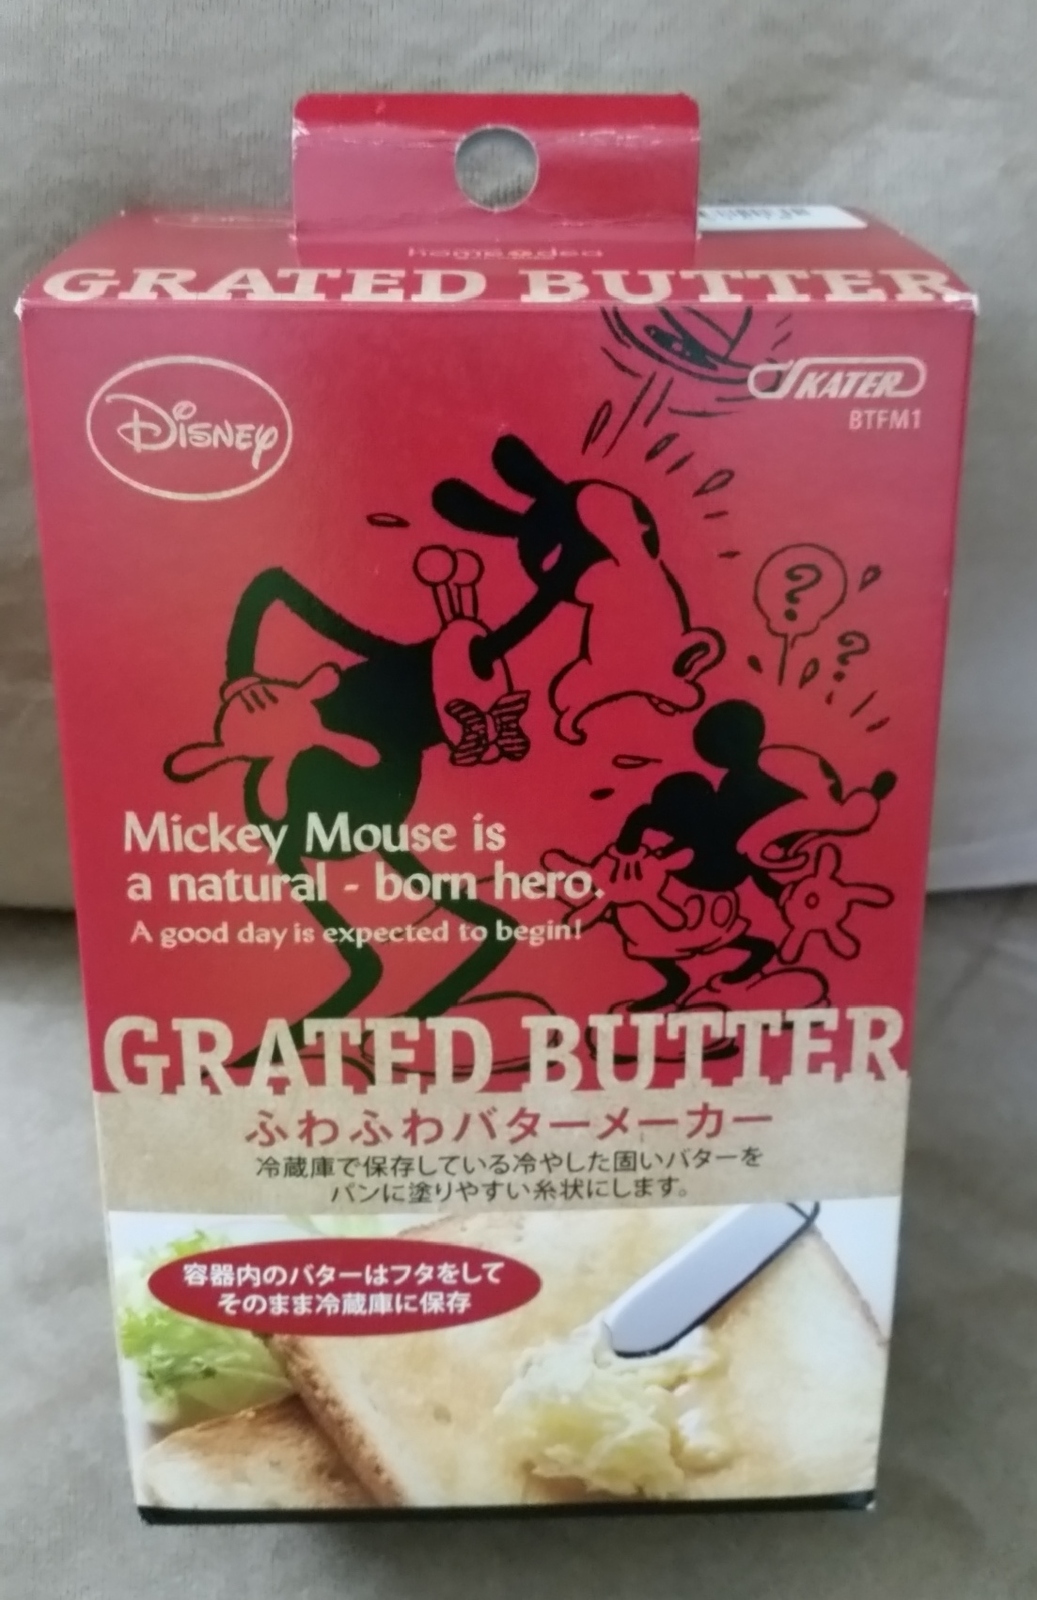 GRATED BUTTER
Disney
SKATER
BTFM1
?
?
Mickey Mouse is
a natural - born hero.
A good day is expected to begin!
GRATED BUTTER
ふわふわバターメーカー
冷蔵庫で保存している冷やした固いバターを
パンに塗りやすい糸状にします。
容器内のバターはフタをして
そのまま冷蔵庫に保存